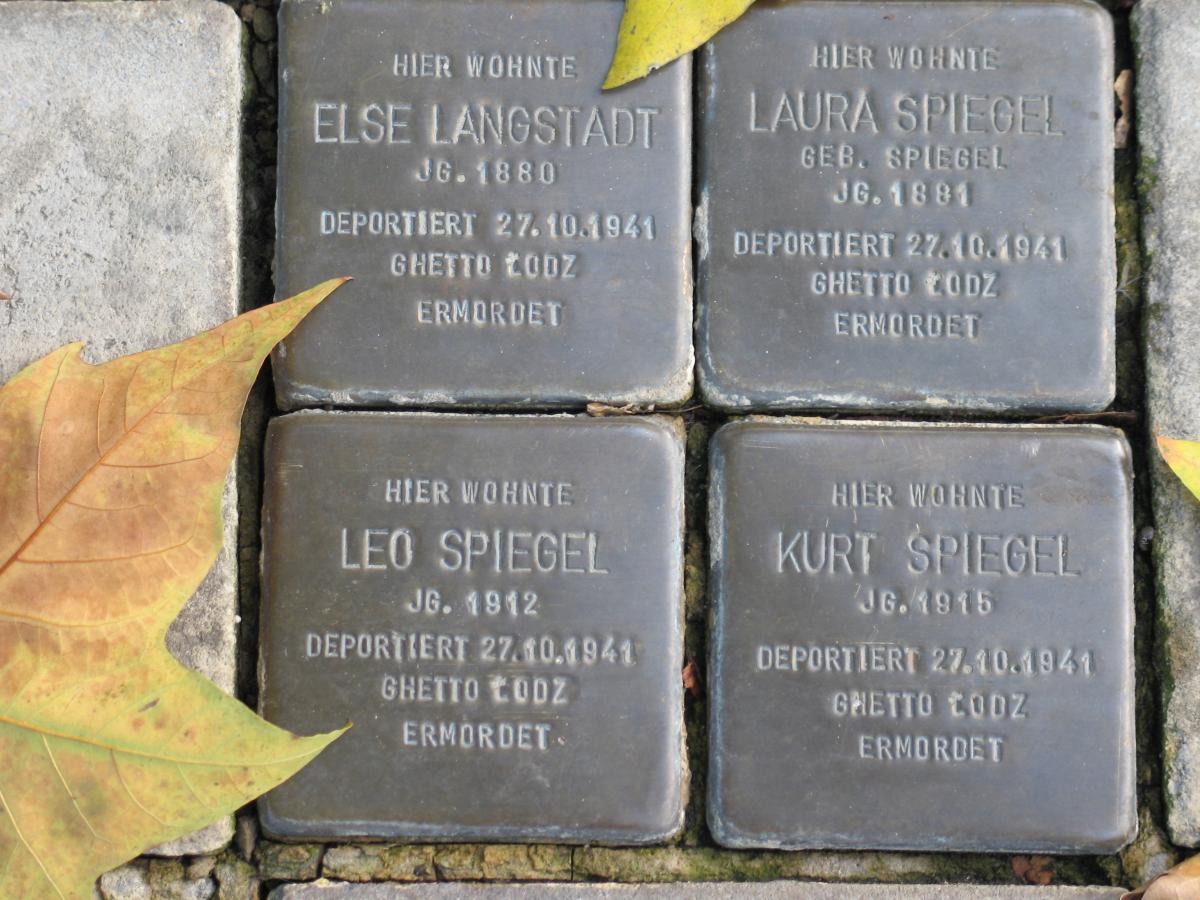 HIER WOHNTE
ELSE LANGSTADT
JG. 1880
DEPORTIERT 27.10.1941
GHETTO ŁODZ
ERMORDET
HIER WOHNTE
LAURA SPIEGEL
GEB. SPIEGEL
JG. 1881
DEPORTIERT 27.10.1941
GHETTO ŁODZ
ERMORDET
HIER WOHNTE
LEO SPIEGEL
JG. 1912
DEPORTIERT 27.10.1941
GHETTO ŁODZ
ERMORDET
HIER WOHNTE
KURT SPIEGEL
JG. 1915
DEPORTIERT 27.10.1941
GHETTO ŁODZ
ERMORDET